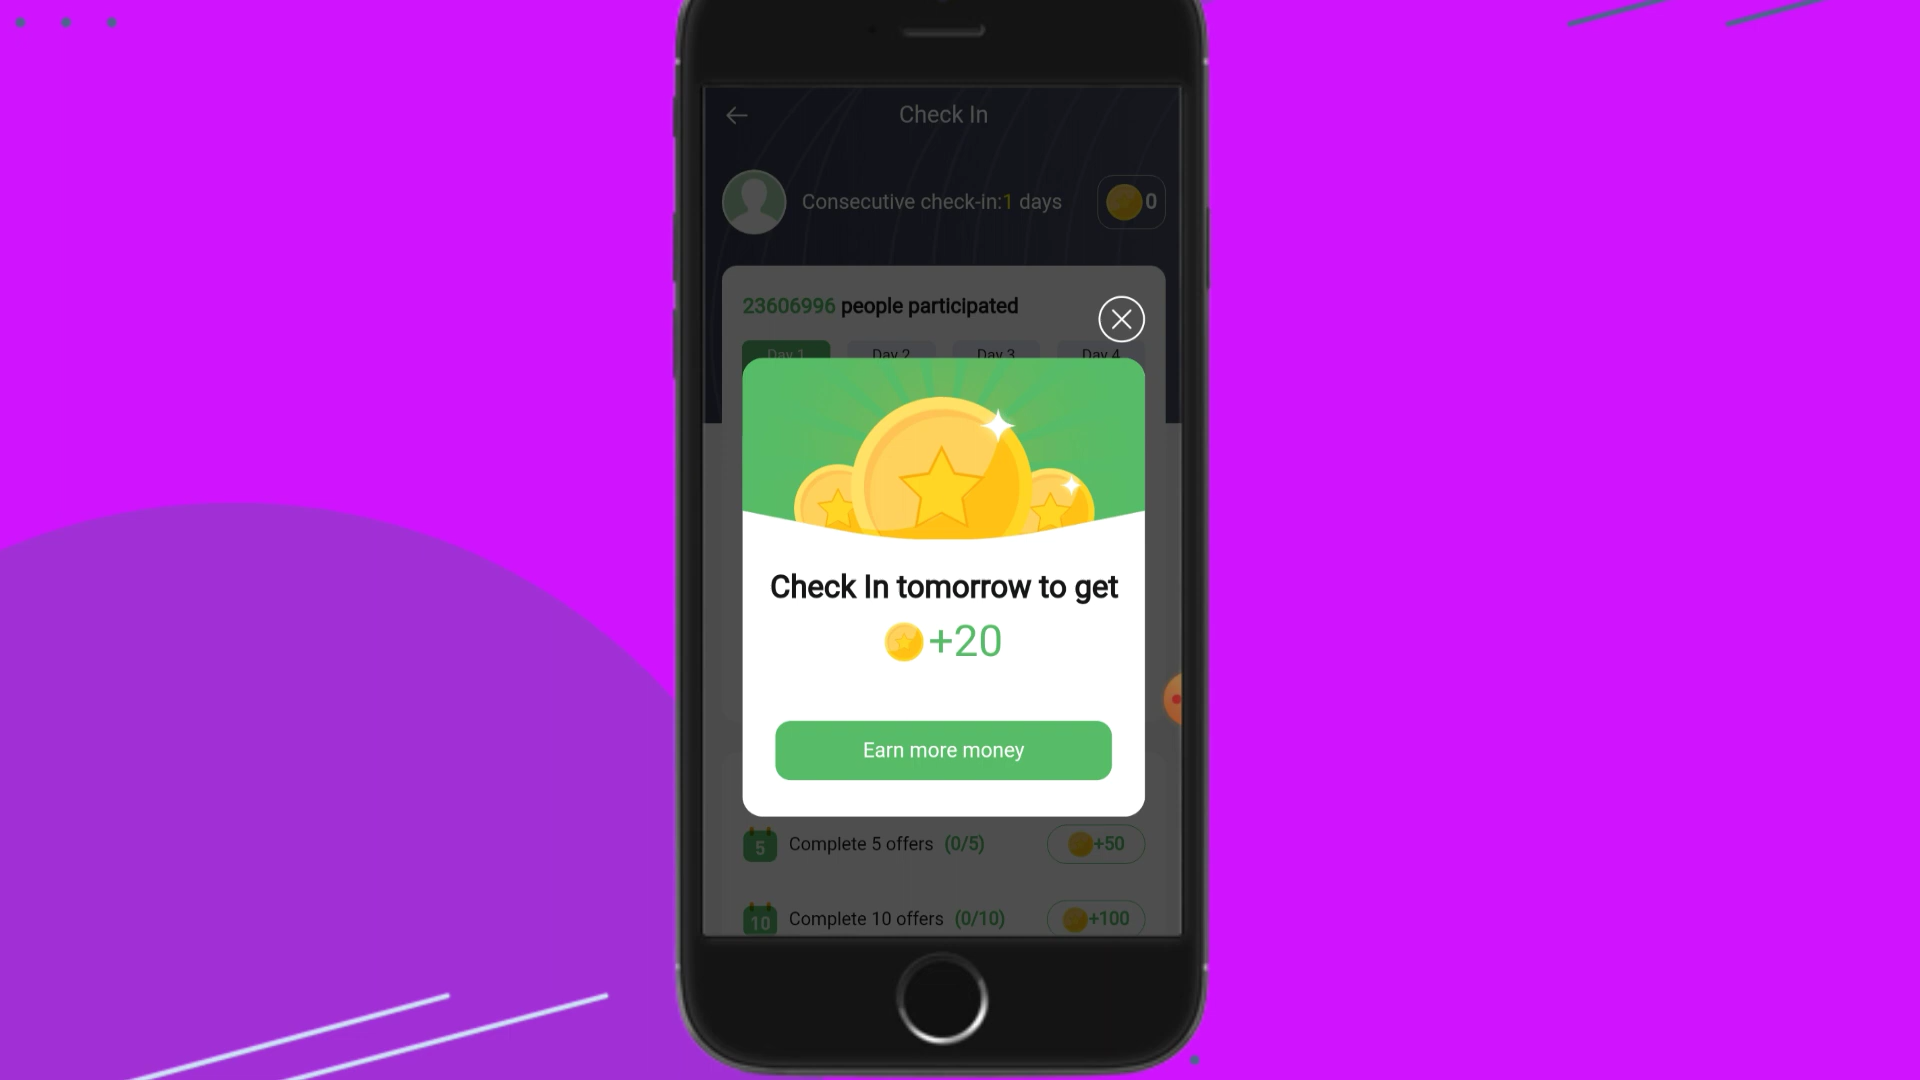 Check In
Consecutive check-in:1 days
0
23606996 people participated
Day 1 Day 2 Day 3 Day 4
Check In tomorrow to get
+20
Earn more money
5 Complete 5 offers (0/5) +50
10 Complete 10 offers (0/10) +100